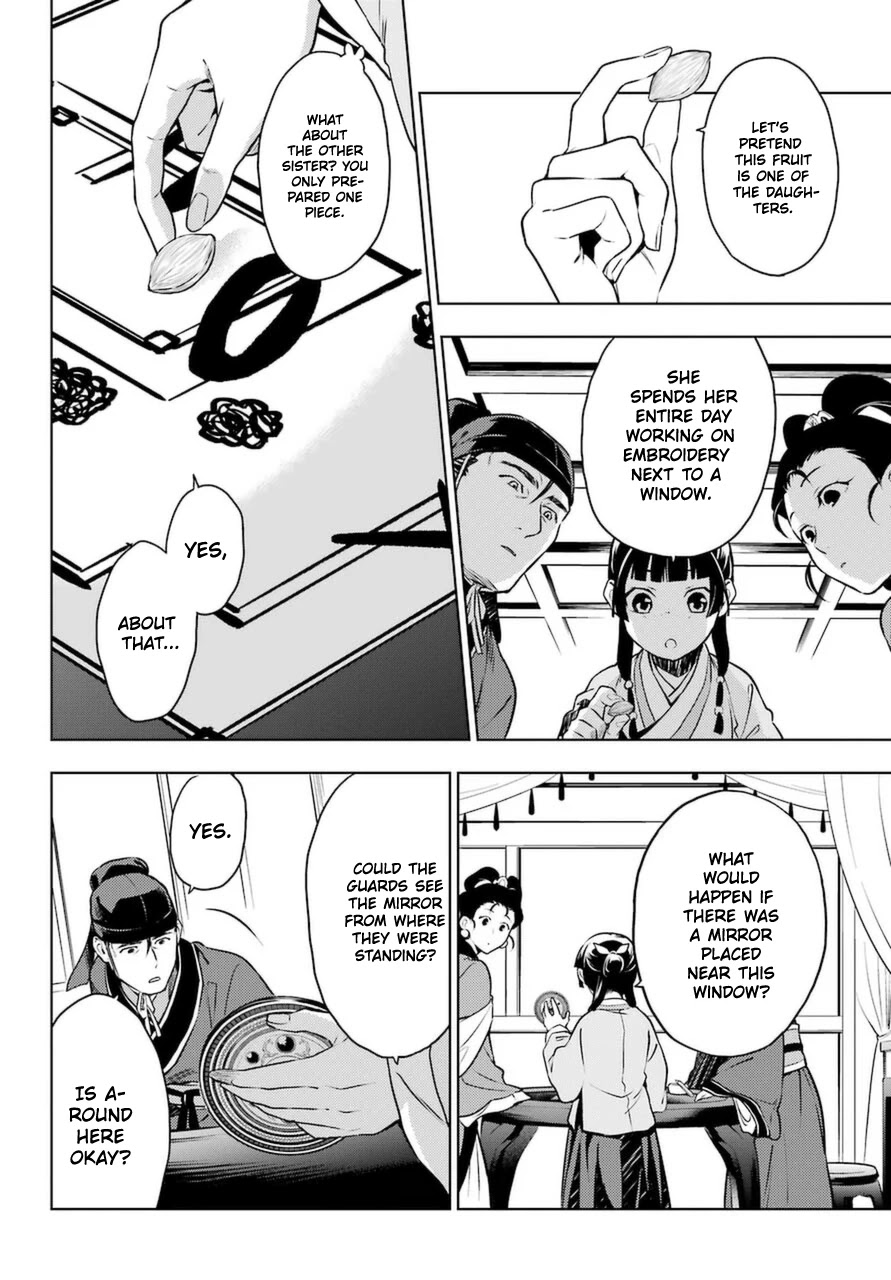 LET'S
PRETEND
THIS FRUIT
IS ONE OF
THE DAUGH-
TERS.
SHE
SPENDS HER
ENTIRE DAY
WORKING ON
EMBROIDERY
NEXT TO A
WINDOW.
WHAT
ABOUT
THE OTHER
SISTER? YOU
ONLY PRE-
PARED ONE
PIECE.
YES,
ABOUT
THAT...
WHAT
WOULD
HAPPEN IF
THERE WAS
A MIRROR
PLACED
NEAR THIS
WINDOW?
COULD THE
GUARDS SEE
THE MIRROR
FROM WHERE
THEY WERE
STANDING?
YES.
IS A-
ROUND
HERE
OKAY?